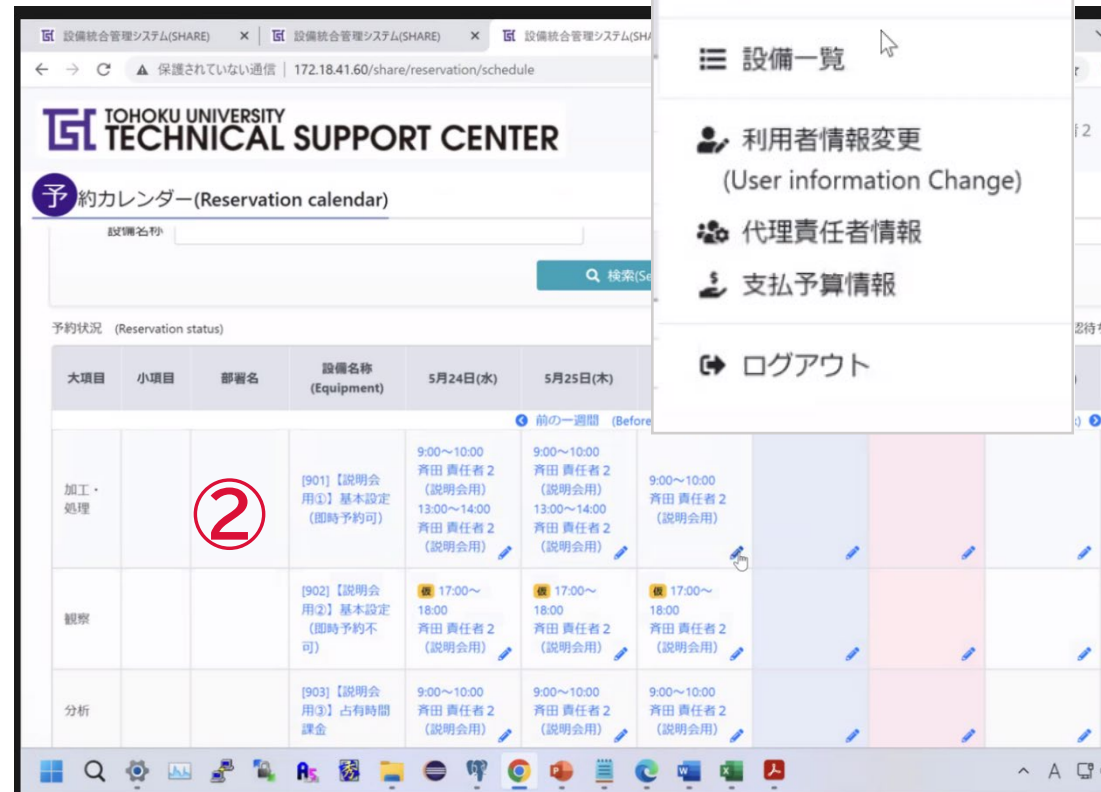 設備統合管理システム(SHARE)
設備統合管理システム(SHARE)
設備統合管理システム(SHA
保護されていない通信 172.18.41.60/share/reservation/schedule
TOHOKU UNIVERSITY
TECHNICAL SUPPORT CENTER
予約カレンダー(Reservation calendar)
設備名称
検索(Se
予約状況 (Reservation status)
大項目
小項目
部署名
設備名称
(Equipment)
5月24日(水)
5月25日(木)
前の一週間 (Before
加工・
処理
②
[901]【説明会
用①】基本設定
(即時予約可)
9:00～10:00
斉田 責任者2
(説明会用)
13:00～14:00
斉田 責任者2
(説明会用)
9:00～10:00
斉田 責任者2
(説明会用)
13:00～14:00
斉田 責任者2
(説明会用)
9:00～10:00
斉田 責任者2
(説明会用)
観察
[902]【説明会
用②】基本設定
(即時予約不
可)
仮 17:00～
18:00
斉田 責任者2
(説明会用)
仮 17:00～
18:00
斉田 責任者2
(説明会用)
仮 17:00～
18:00
斉田 責任者2
(説明会用)
分析
[903]【説明会
用③】占有時間
課金
9:00～10:00
斉田 責任者2
(説明会用)
9:00～10:00
斉田 責任者2
(説明会用)
9:00～10:00
斉田 責任者2
(説明会用)
設備一覧
利用者情報変更
(User information Change)
代理責任者情報
支払予算情報
ログアウト
A